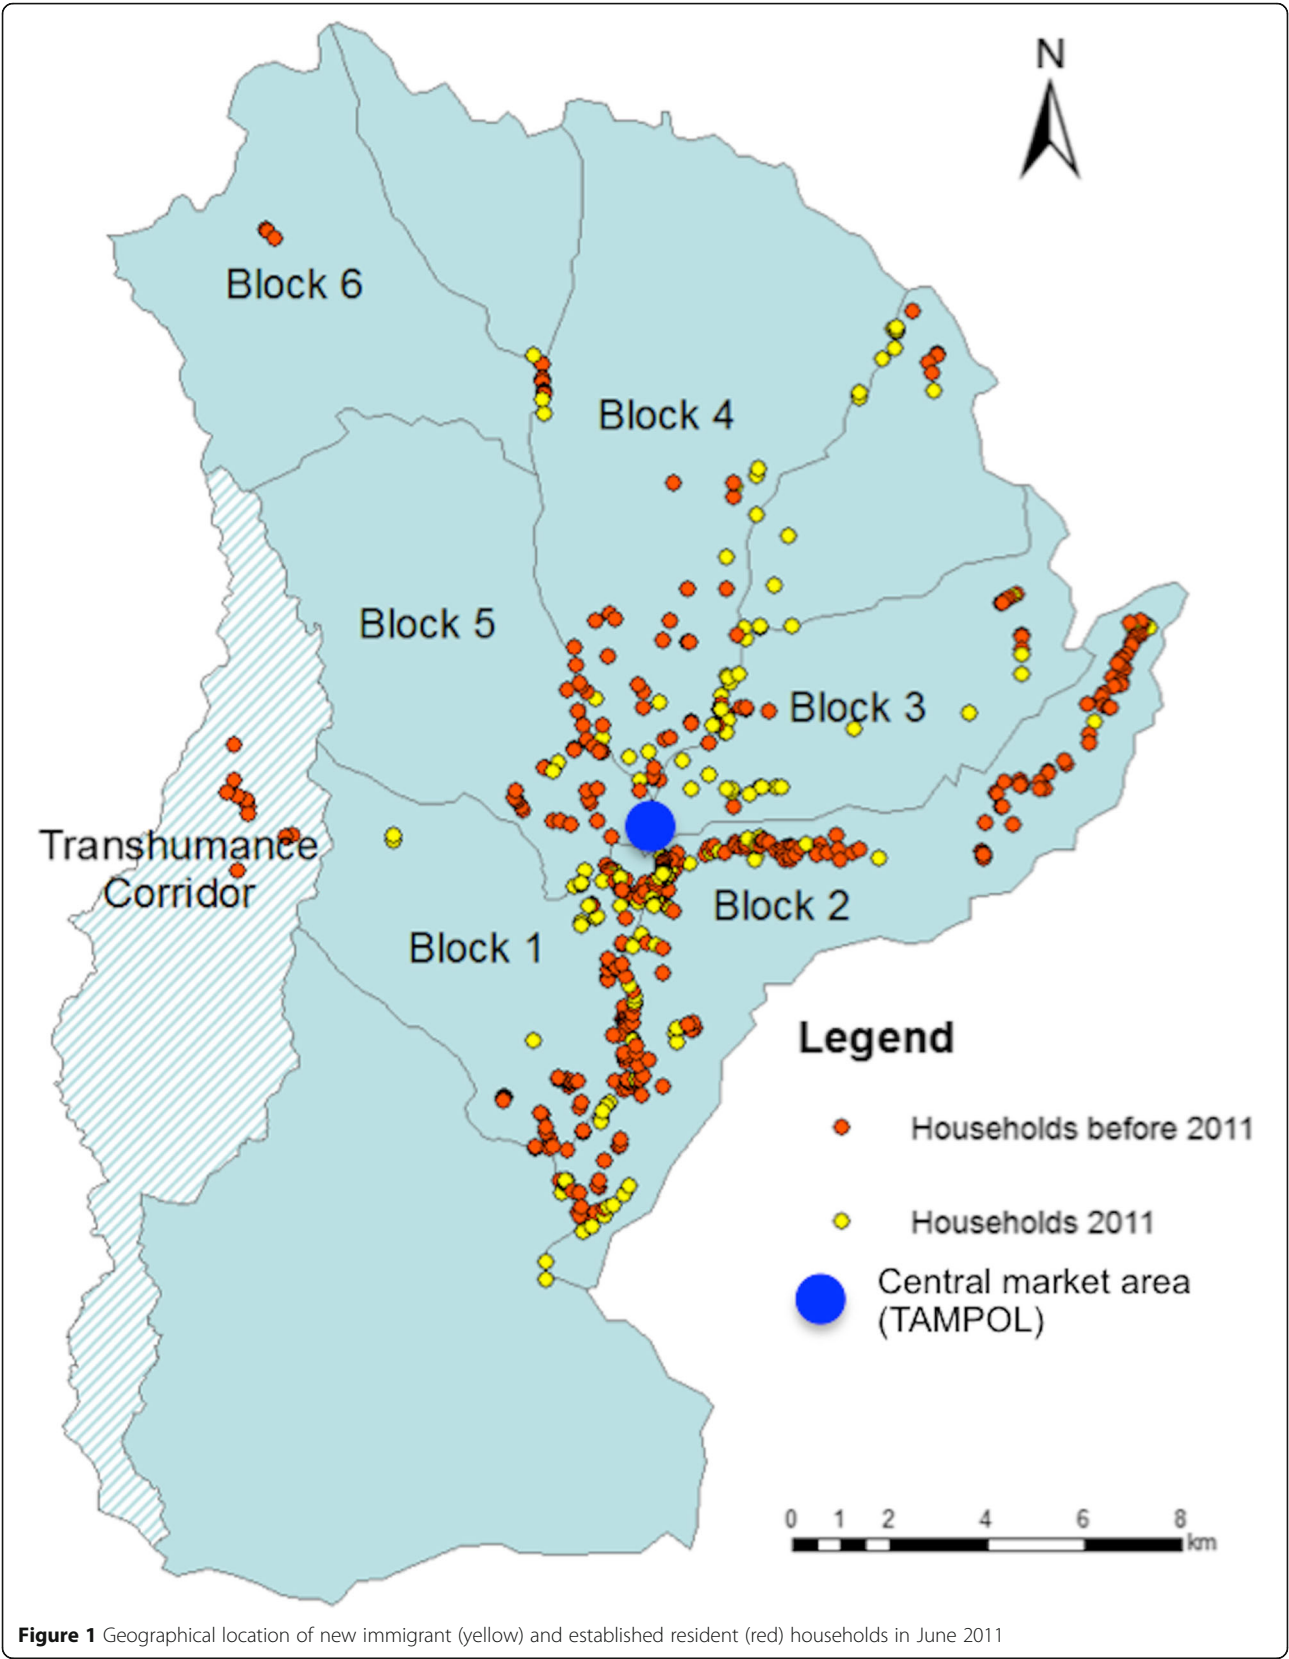 N
Block 6
Block 4
Block 5
Block 3
Transhumance
Corridor
Block 2
Block 1
Legend
Households before 2011
Households 2011
Central market area
(TAMPOL)
0 1 2 4 6 8
km
Figure 1 Geographical location of new immigrant (yellow) and established resident (red) households in June 2011